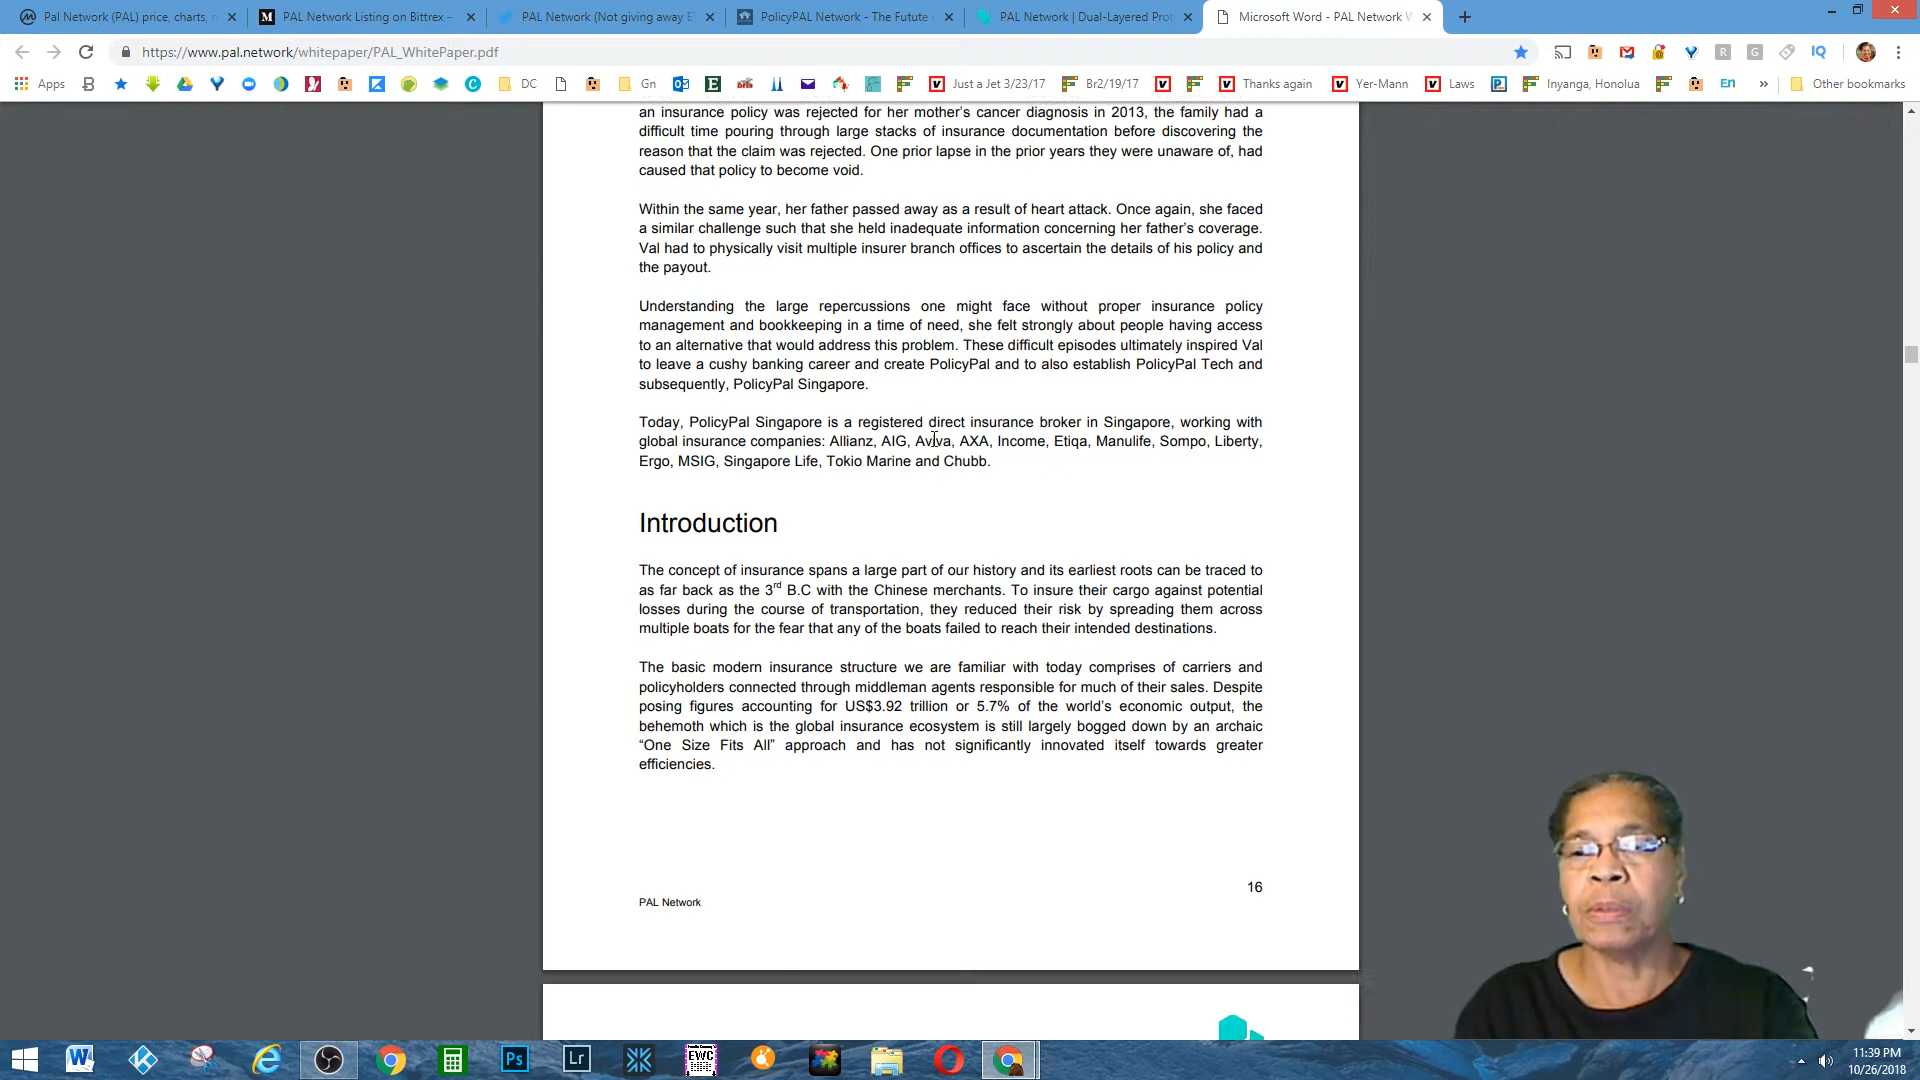 Pal Network (PAL) price, charts,
PAL Network Listing on Bittrex –
PAL Network (Not giving away E
PolicyPAL Network - The Futute
PAL Network | Dual-Layered Prot
Microsoft Word - PAL Network W
https://www.pal.network/whitepaper/PAL_WhitePaper.pdf
Apps
DC
Gn
Just a Jet 3/23/17
Br2/19/17
Thanks again
Yer-Mann
Laws
Inyanga, Honolua
En
»
Other bookmarks
an insurance policy was rejected for her mother's cancer diagnosis in 2013, the family had a
difficult time pouring through large stacks of insurance documentation before discovering the
reason that the claim was rejected. One prior lapse in the prior years they were unaware of, had
caused that policy to become void.
Within the same year, her father passed away as a result of heart attack. Once again, she faced
a similar challenge such that she held inadequate information concerning her father's coverage.
Val had to physically visit multiple insurer branch offices to ascertain the details of his policy and
the payout.
Understanding the large repercussions one might face without proper insurance policy
management and bookkeeping in a time of need, she felt strongly about people having access
to an alternative that would address this problem. These difficult episodes ultimately inspired Val
to leave a cushy banking career and create PolicyPal and to also establish PolicyPal Tech and
subsequently, PolicyPal Singapore.
Today, PolicyPal Singapore is a registered direct insurance broker in Singapore, working with
global insurance companies: Allianz, AIG, Aviva, AXA, Income, Etiqa, Manulife, Sompo, Liberty,
Ergo, MSIG, Singapore Life, Tokio Marine and Chubb.
Introduction
The concept of insurance spans a large part of our history and its earliest roots can be traced to
as far back as the 3rd B.C with the Chinese merchants. To insure their cargo against potential
losses during the course of transportation, they reduced their risk by spreading them across
multiple boats for the fear that any of the boats failed to reach their intended destinations.
The basic modern insurance structure we are familiar with today comprises of carriers and
policyholders connected through middleman agents responsible for much of their sales. Despite
posing figures accounting for US$3.92 trillion or 5.7% of the world's economic output, the
behemoth which is the global insurance ecosystem is still largely bogged down by an archaic
“One Size Fits All” approach and has not significantly innovated itself towards greater
efficiencies.
16
PAL Network
Ps
Lr
EWC
11:39 PM
10/26/2018